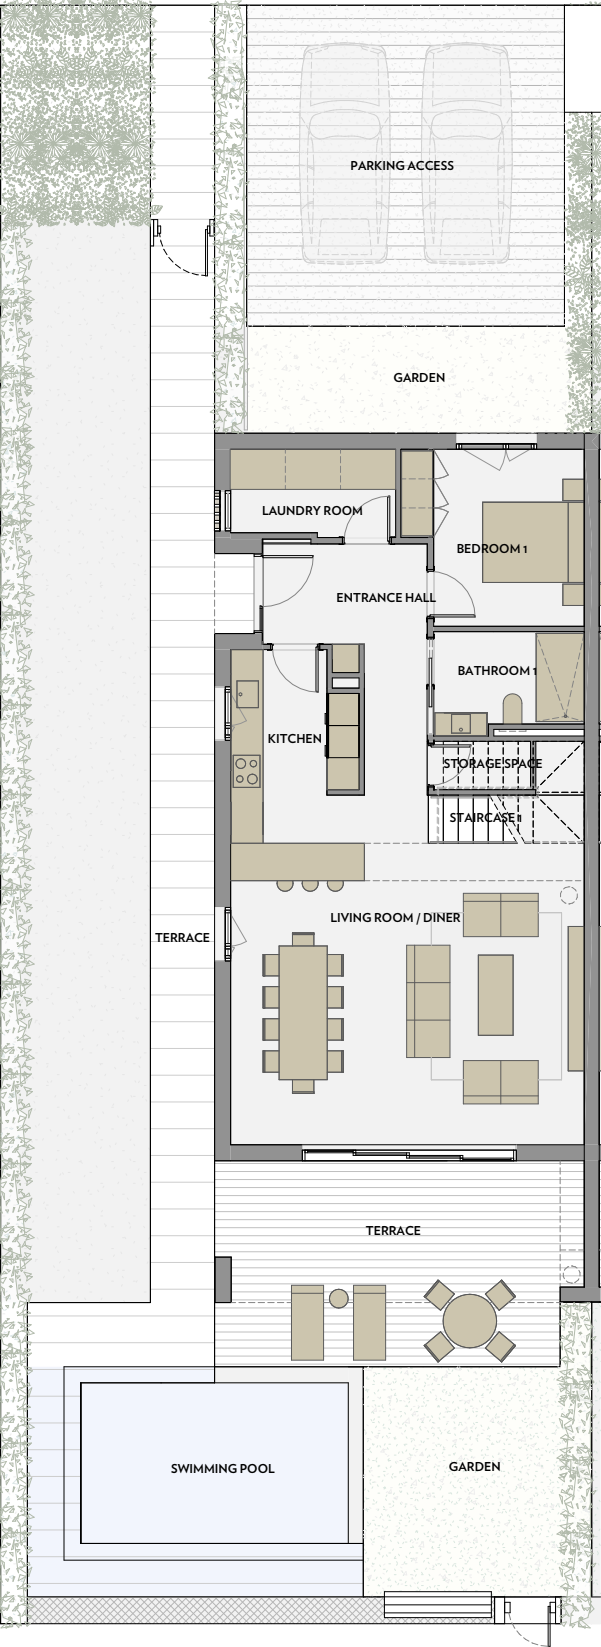 PARKING ACCESS
GARDEN
LAUNDRY ROOM
BEDROOM 1
ENTRANCE HALL
BATHROOM 1
KITCHEN
STORAGE SPACE
STAIRCASE 1
LIVING ROOM / DINER
TERRACE
TERRACE
SWIMMING POOL
GARDEN